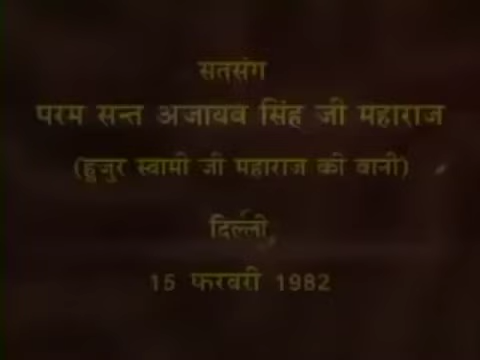 सतसंग
परम सन्त अजायब सिंह जी महाराज
(हुजुर स्वामी जी महाराज की वानी)
दिल्ली
15 फरवरी 1982